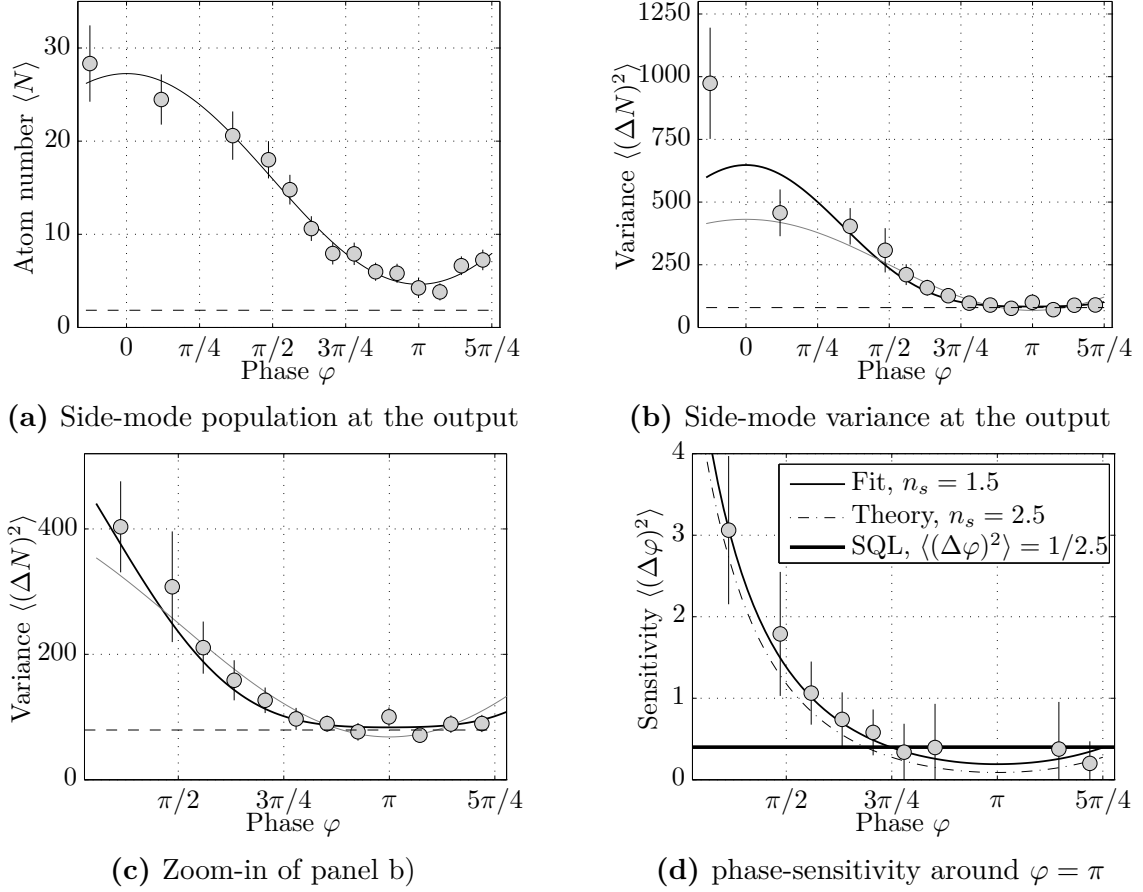 30
20
10
0
Atom number ⟨N⟩
0 π/4 π/2 3π/4 π 5π/4
Phase φ
(a) Side-mode population at the output
1250
1000
750
500
250
0
Variance ⟨(ΔN)²⟩
0 π/4 π/2 3π/4 π 5π/4
Phase φ
(b) Side-mode variance at the output
400
200
0
Variance ⟨(ΔN)²⟩
π/2 3π/4 π 5π/4
Phase φ
(c) Zoom-in of panel b)
4
3
2
1
0
Sensitivity ⟨(Δφ)²⟩
Fit, nₛ = 1.5
Theory, nₛ = 2.5
SQL, ⟨(Δφ)²⟩ = 1/2.5
π/2 3π/4 π 5π/4
Phase φ
(d) phase-sensitivity around φ = π